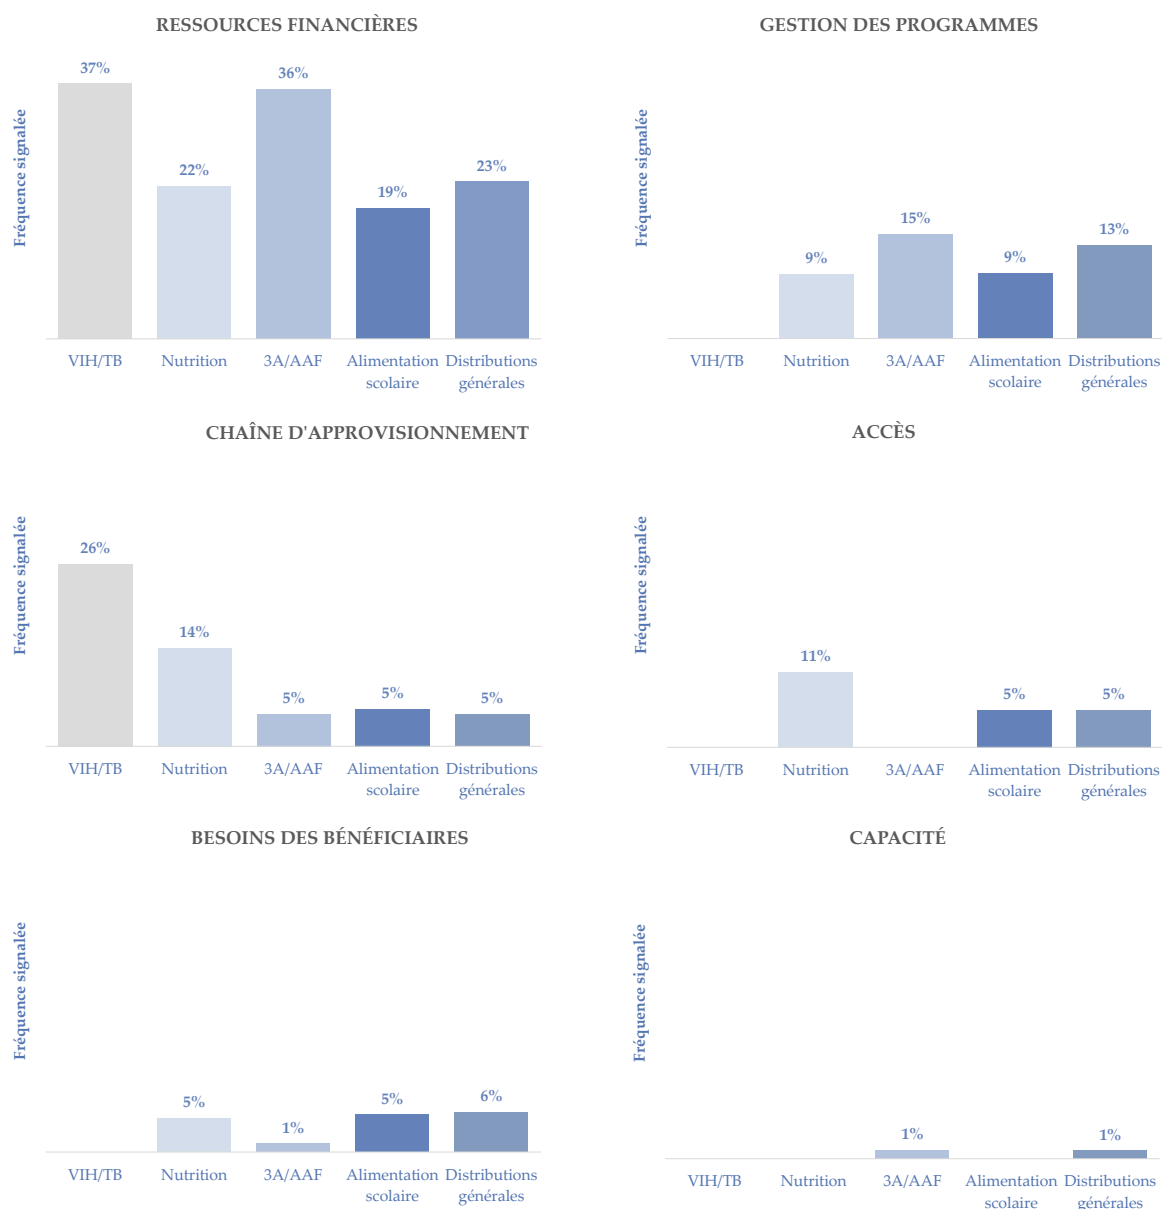 RESSOURCES FINANCIÈRES
Fréquence signalée
37%
22%
36%
19%
23%
VIH/TB
Nutrition
3A/AAF
Alimentation
scolaire
Distributions
générales
GESTION DES PROGRAMMES
Fréquence signalée
9%
15%
9%
13%
VIH/TB
Nutrition
3A/AAF
Alimentation
scolaire
Distributions
générales
CHAÎNE D'APPROVISIONNEMENT
Fréquence signalée
26%
14%
5%
5%
5%
VIH/TB
Nutrition
3A/AAF
Alimentation
scolaire
Distributions
générales
ACCÈS
Fréquence signalée
11%
5%
5%
VIH/TB
Nutrition
3A/AAF
Alimentation
scolaire
Distributions
générales
BESOINS DES BÉNÉFICIAIRES
Fréquence signalée
5%
1%
5%
6%
VIH/TB
Nutrition
3A/AAF
Alimentation
scolaire
Distributions
générales
CAPACITÉ
Fréquence signalée
1%
1%
VIH/TB
Nutrition
3A/AAF
Alimentation
scolaire
Distributions
générales